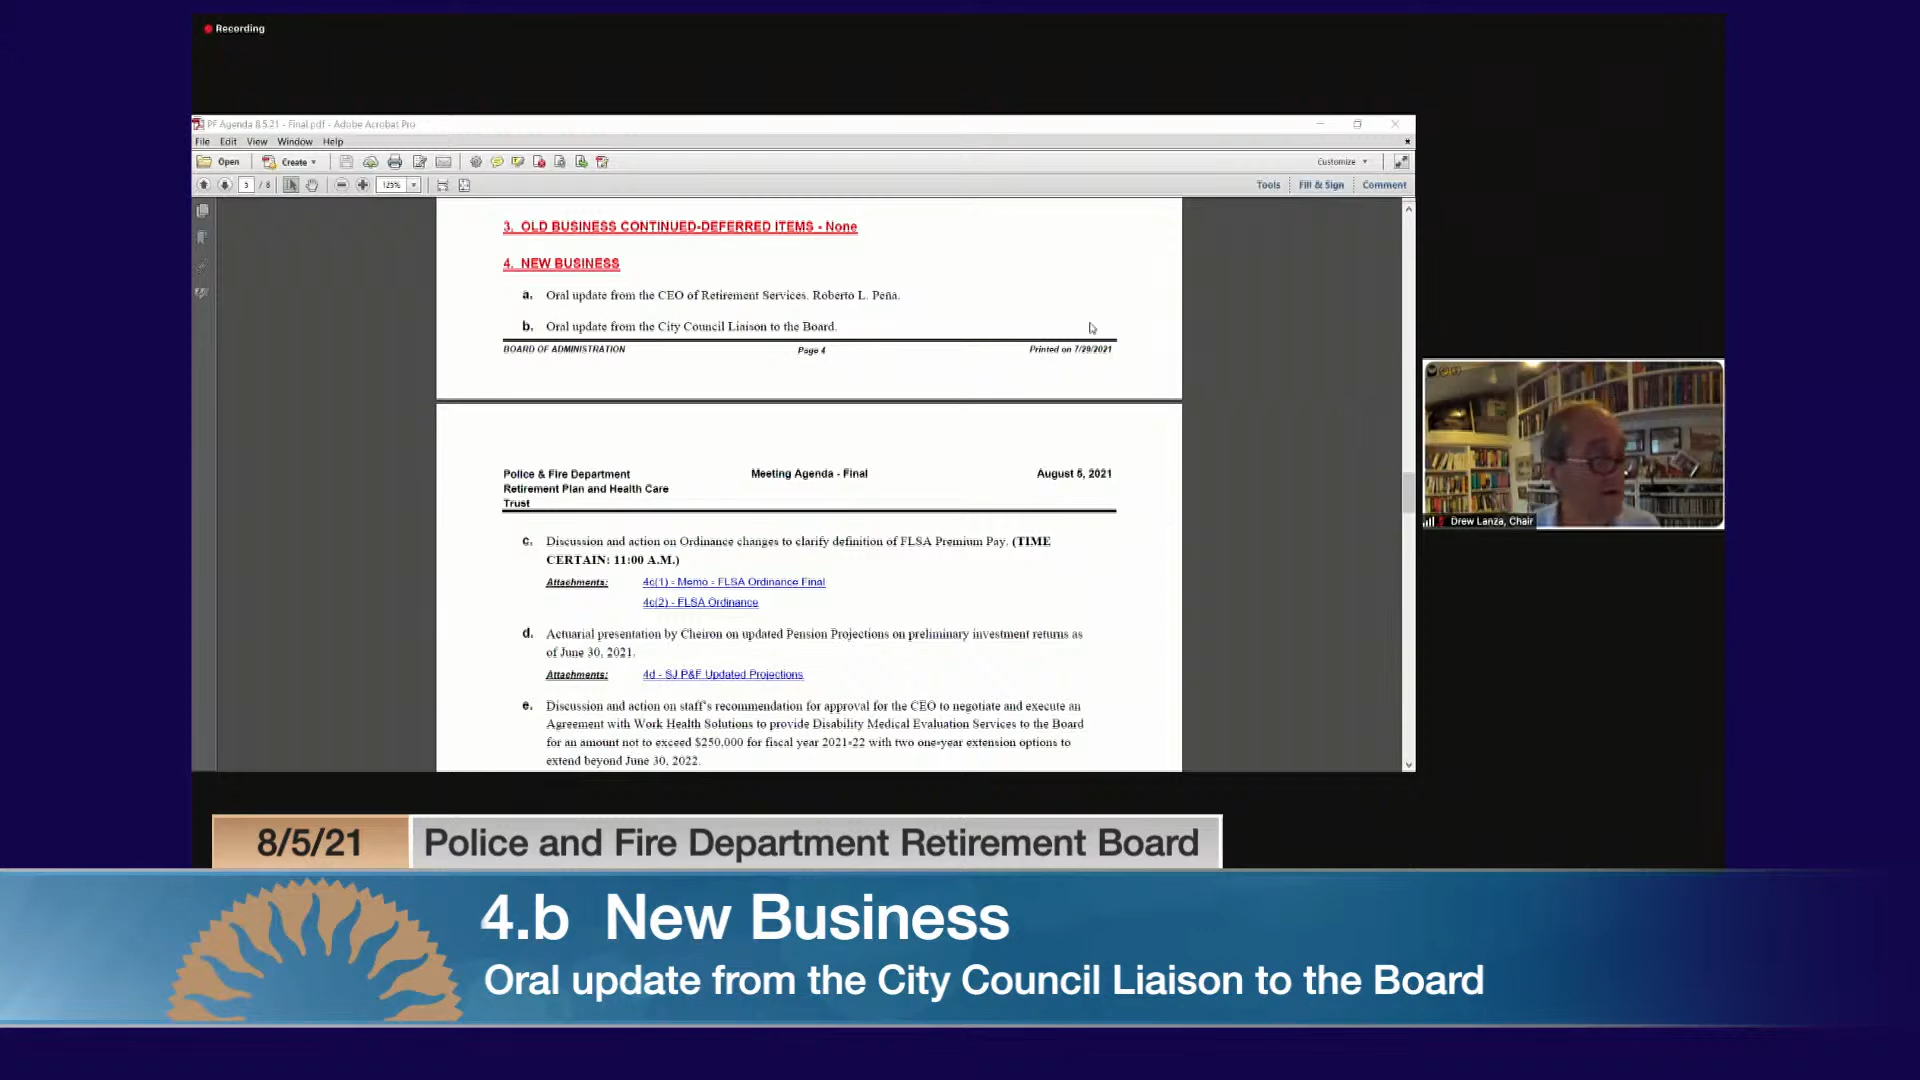 Recording
PF Agenda 8.5.21 - Final.pdf - Adobe Acrobat Pro
File Edit View Window Help
Open Create Customize
/ 8 125% Tools Fill & Sign Comment
3. OLD BUSINESS CONTINUED-DEFERRED ITEMS - None
4. NEW BUSINESS
a. Oral update from the CEO of Retirement Services, Roberto L. Peña.
b. Oral update from the City Council Liaison to the Board.
BOARD OF ADMINISTRATION Page 4 Printed on 7/29/2021
Police & Fire Department Meeting Agenda - Final August 5, 2021
Retirement Plan and Health Care
Trust
c. Discussion and action on Ordinance changes to clarify definition of FLSA Premium Pay. (TIME
CERTAIN: 11:00 A.M.)
Attachments: 4c(1) - Memo - FLSA Ordinance Final
4c(2) - FLSA Ordinance
d. Actuarial presentation by Cheiron on updated Pension Projections on preliminary investment returns as
of June 30, 2021.
Attachments: 4d - SJ P&F Updated Projections
e. Discussion and action on staff's recommendation for approval for the CEO to negotiate and execute an
Agreement with Work Health Solutions to provide Disability Medical Evaluation Services to the Board
for an amount not to exceed $250,000 for fiscal year 2021-22 with two one-year extension options to
extend beyond June 30, 2022.
Drew Lanza, Chair
8/5/21 Police and Fire Department Retirement Board
4.b New Business
Oral update from the City Council Liaison to the Board